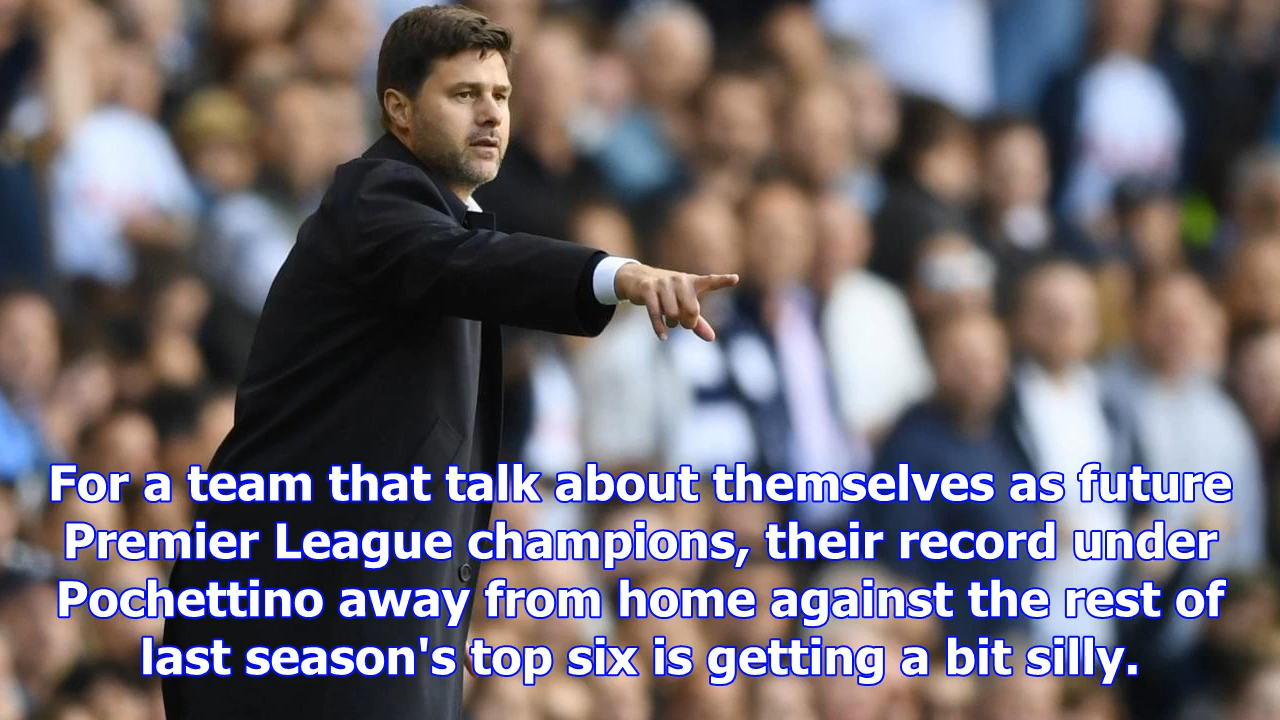 For a team that talk about themselves as future
Premier League champions, their record under
Pochettino away from home against the rest of
last season's top six is getting a bit silly.